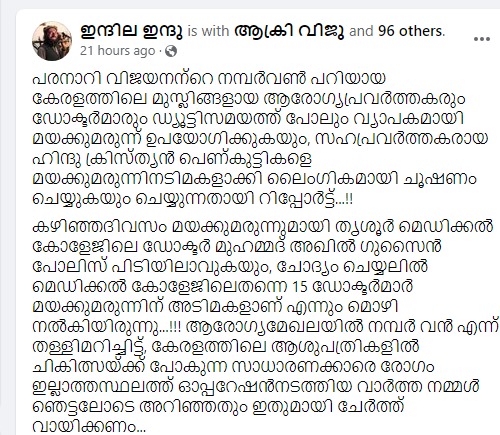 ഇന്ദില ഇന്ദു is with ആക്രി വിജു and 96 others.
21 hours ago ·
പരനാറി വിജയനന്റെ നമ്പർവൺ പറിയായ
കേരളത്തിലെ മുസ്ലിങ്ങളായ ആരോഗ്യപ്രവർത്തകരും
ഡോക്ടർമാരും ഡ്യൂട്ടിസമയത്ത് പോലും വ്യാപകമായി
മയക്കുമരുന്ന് ഉപയോഗിക്കുകയും, സഹപ്രവർത്തകരായ
ഹിന്ദു ക്രിസ്ത്യൻ പെണ്കുട്ടികളെ
മയക്കുമരുന്നിനടിമകളാക്കി ലൈംഗികമായി ചൂഷണം
ചെയ്യുകയും ചെയ്യുന്നതായി റിപ്പോർട്ട്...!!
കഴിഞ്ഞദിവസം മയക്കുമരുന്നുമായി തൃശൂർ മെഡിക്കൽ
കോളേജിലെ ഡോക്ടർ മുഹമ്മദ് അഖിൽ ഗുസൈൻ
പോലിസ് പിടിയിലാവുകയും, ചോദ്യം ചെയ്യലിൽ
മെഡിക്കൽ കോളേജിലെതന്നെ 15 ഡോക്ടർമാർ
മയക്കുമരുന്നിന് അടിമകളാണ് എന്നും മൊഴി
നൽകിയിരുന്നു...!!! ആരോഗ്യമേഖലയിൽ നമ്പർ വൻ എന്ന്
തള്ളിമറിച്ചിട്ട്, കേരളത്തിലെ ആശുപത്രികളിൽ
ചികിത്സയ്ക്ക് പോകുന്ന സാധാരണക്കാരെ രോഗം
ഇല്ലാത്തസ്ഥലത്ത് ഓപ്പറേഷൻനടത്തിയ വാർത്ത നമ്മൾ
ഞെട്ടലോടെ അറിഞ്ഞതും ഇതുമായി ചേർത്ത്
വായിക്കണം...